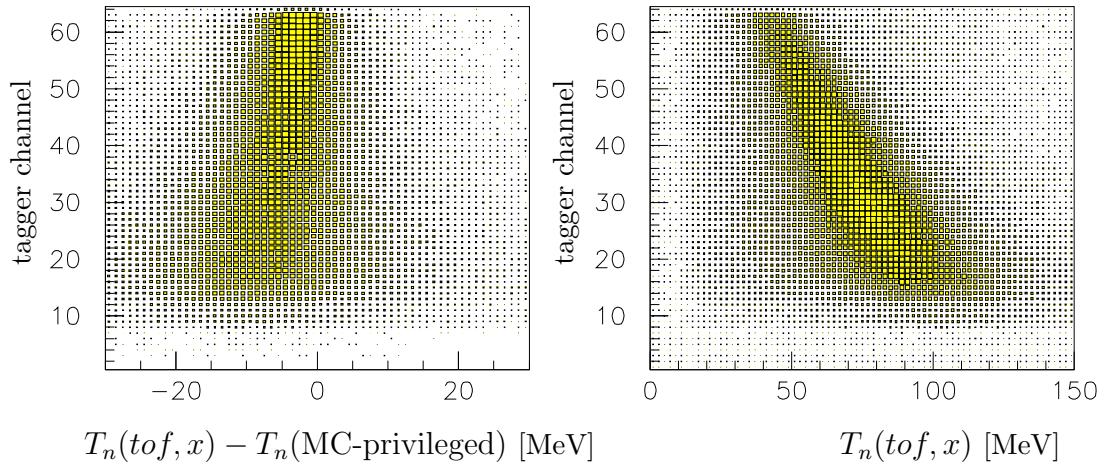 60
50
40
30
20
10
tagger channel
−20 0 20
T_n(tof, x) − T_n(MC-privileged) [MeV]
60
50
40
30
20
10
tagger channel
0 50 100 150
T_n(tof, x) [MeV]